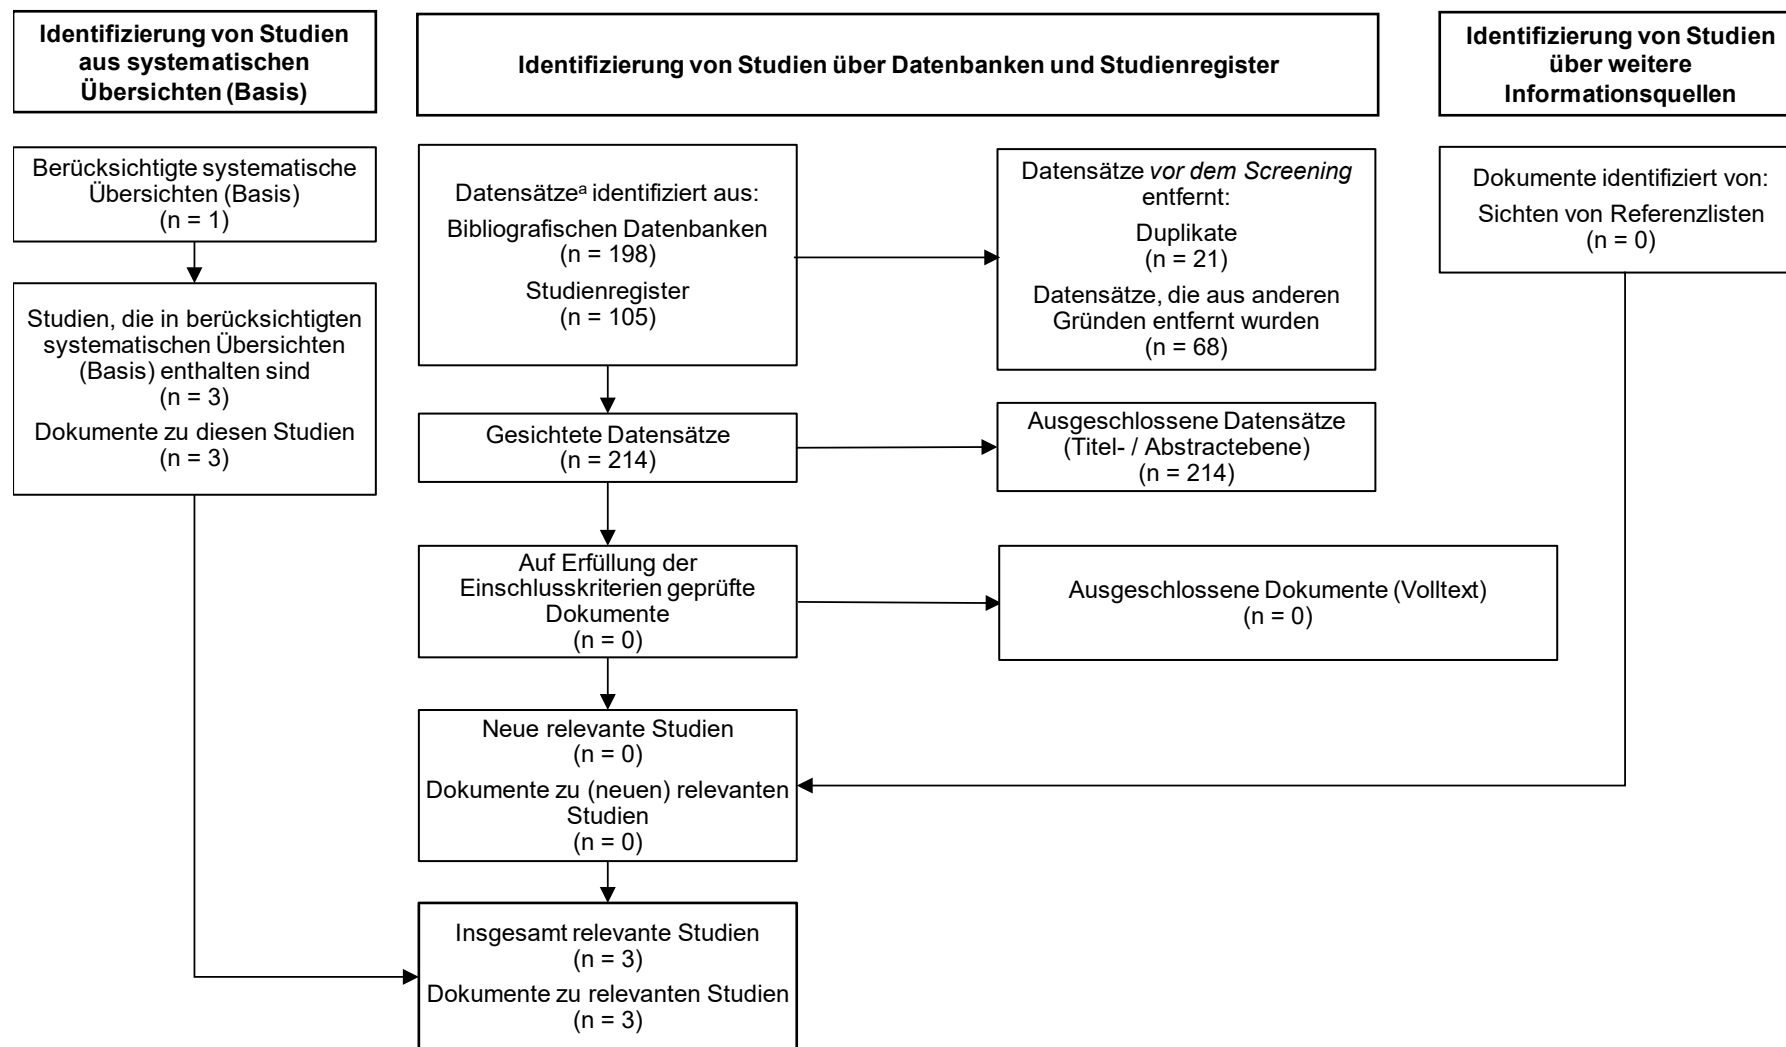 Identifizierung von Studien
aus systematischen
Übersichten (Basis)
Identifizierung von Studien über Datenbanken und Studienregister
Identifizierung von Studien
über weitere
Informationsquellen
Berücksichtigte systematische
Übersichten (Basis)
(n = 1)
Studien, die in berücksichtigten
systematischen Übersichten
(Basis) enthalten sind
(n = 3)
Dokumente zu diesen Studien
(n = 3)
Datensätzeᵃ identifiziert aus:
Bibliografischen Datenbanken
(n = 198)
Studienregister
(n = 105)
Datensätze vor dem Screening
entfernt:
Duplikate
(n = 21)
Datensätze, die aus anderen
Gründen entfernt wurden
(n = 68)
Dokumente identifiziert von:
Sichten von Referenzlisten
(n = 0)
Gesichtete Datensätze
(n = 214)
Ausgeschlossene Datensätze
(Titel- / Abstractebene)
(n = 214)
Auf Erfüllung der
Einschlusskriterien geprüfte
Dokumente
(n = 0)
Ausgeschlossene Dokumente (Volltext)
(n = 0)
Neue relevante Studien
(n = 0)
Dokumente zu (neuen) relevanten
Studien
(n = 0)
Insgesamt relevante Studien
(n = 3)
Dokumente zu relevanten Studien
(n = 3)